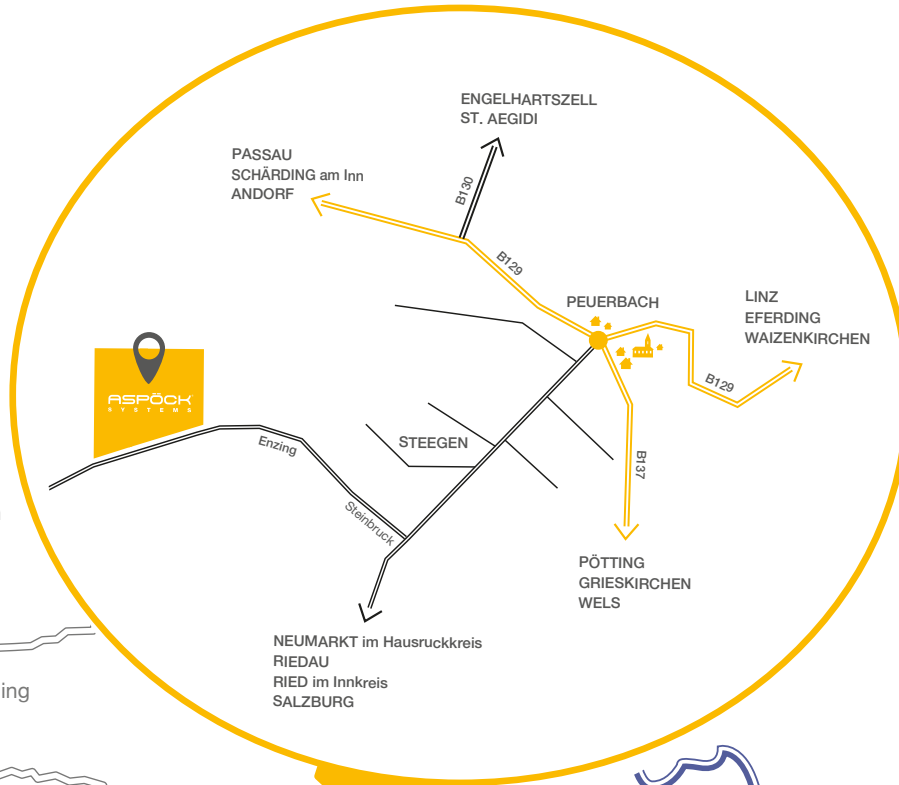 ENGELHARTSZELL
ST. AEGIDI
PASSAU
SCHÄRDING am Inn
ANDORF
B130
B129
PEUERBACH
LINZ
EFERDING
WAIZENKIRCHEN
B129
ASPÖCK
SYSTEMS
Enzing
STEEGEN
B137
Steinbruck
PÖTTING
GRIESKIRCHEN
WELS
NEUMARKT im Hausruckkreis
RIEDAU
RIED im Innkreis
SALZBURG
ing